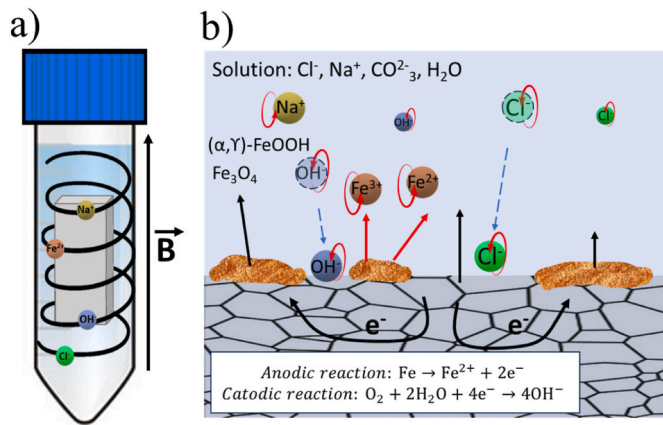 a)
b)
Solution: Cl⁻, Na⁺, CO²⁻₃, H₂O
Na⁺
OH⁻
Cl⁻
Cl⁻
(α,ϒ)-FeOOH
Fe₃O₄
OH⁻
Fe³⁺
Fe²⁺
Na⁺
Fe²⁺
B
OH⁻
Cl⁻
OH
Cl
e⁻
e⁻
Anodic reaction: Fe → Fe²⁺ + 2e⁻
Catodic reaction: O₂ + 2H₂O + 4e⁻ → 4OH⁻